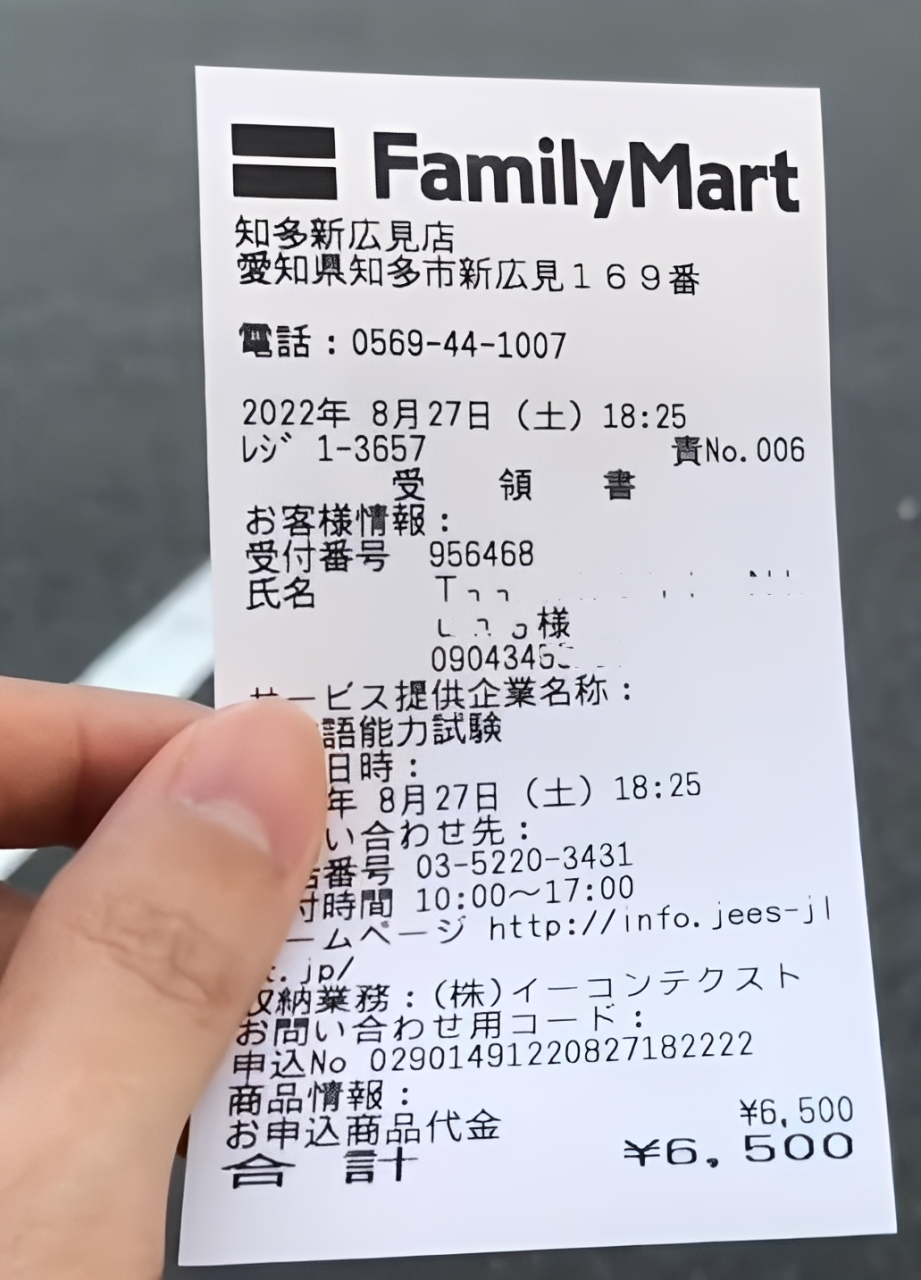 FamilyMart
知多新広見店
愛知県知多市新広見１６９番
電話：0569-44-1007
2022年 8月27日（土）18:25
ﾚｼﾞ 1-3657 責No.006
受 領 書
お客様情報：
受付番号 956468
氏名
様
0904346
サービス提供企業名称：
語能力試験
日時：
年 8月27日（土）18:25
い合わせ先：
番号 03-5220-3431
付時間 10:00～17:00
ームページ http://info.jees-jl
t.jp/
収納業務：(株)イーコンテクスト
お問い合わせ用コード：
申込No 02901491220827182222
商品情報：
お申込商品代金 ¥6,500
合 計 ¥6,500